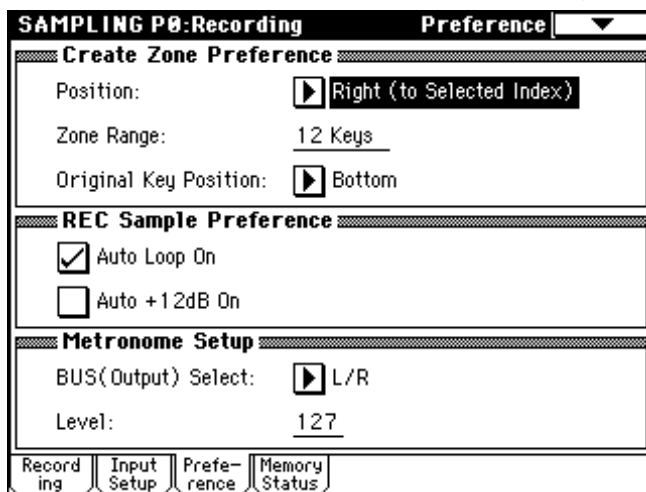 SAMPLING P0:Recording Preference
Create Zone Preference
Position: Right (to Selected Index)
Zone Range: 12 Keys
Original Key Position: Bottom
REC Sample Preference
Auto Loop On
Auto +12dB On
Metronome Setup
BUS(Output) Select: L/R
Level: 127
Record Input Prefe- Memory
ing Setup rence Status